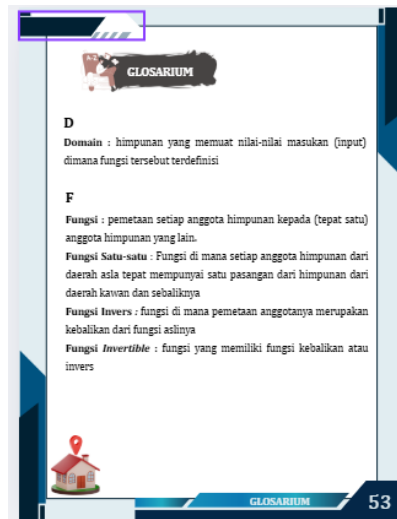 A-Z
GLOSARIUM
D
Domain : himpunan yang memuat nilai-nilai masukan (input)
dimana fungsi tersebut terdefinisi
F
Fungsi : pemetaan setiap anggota himpunan kepada (tepat satu)
anggota himpunan yang lain.
Fungsi Satu-satu : Fungsi di mana setiap anggota himpunan dari
daerah asla tepat mempunyai satu pasangan dari himpunan dari
daerah kawan dan sebaliknya
Fungsi Invers : fungsi di mana pemetaan anggotanya merupakan
kebalikan dari fungsi aslinya
Fungsi Invertible : fungsi yang memiliki fungsi kebalikan atau
invers
GLOSARIUM 53